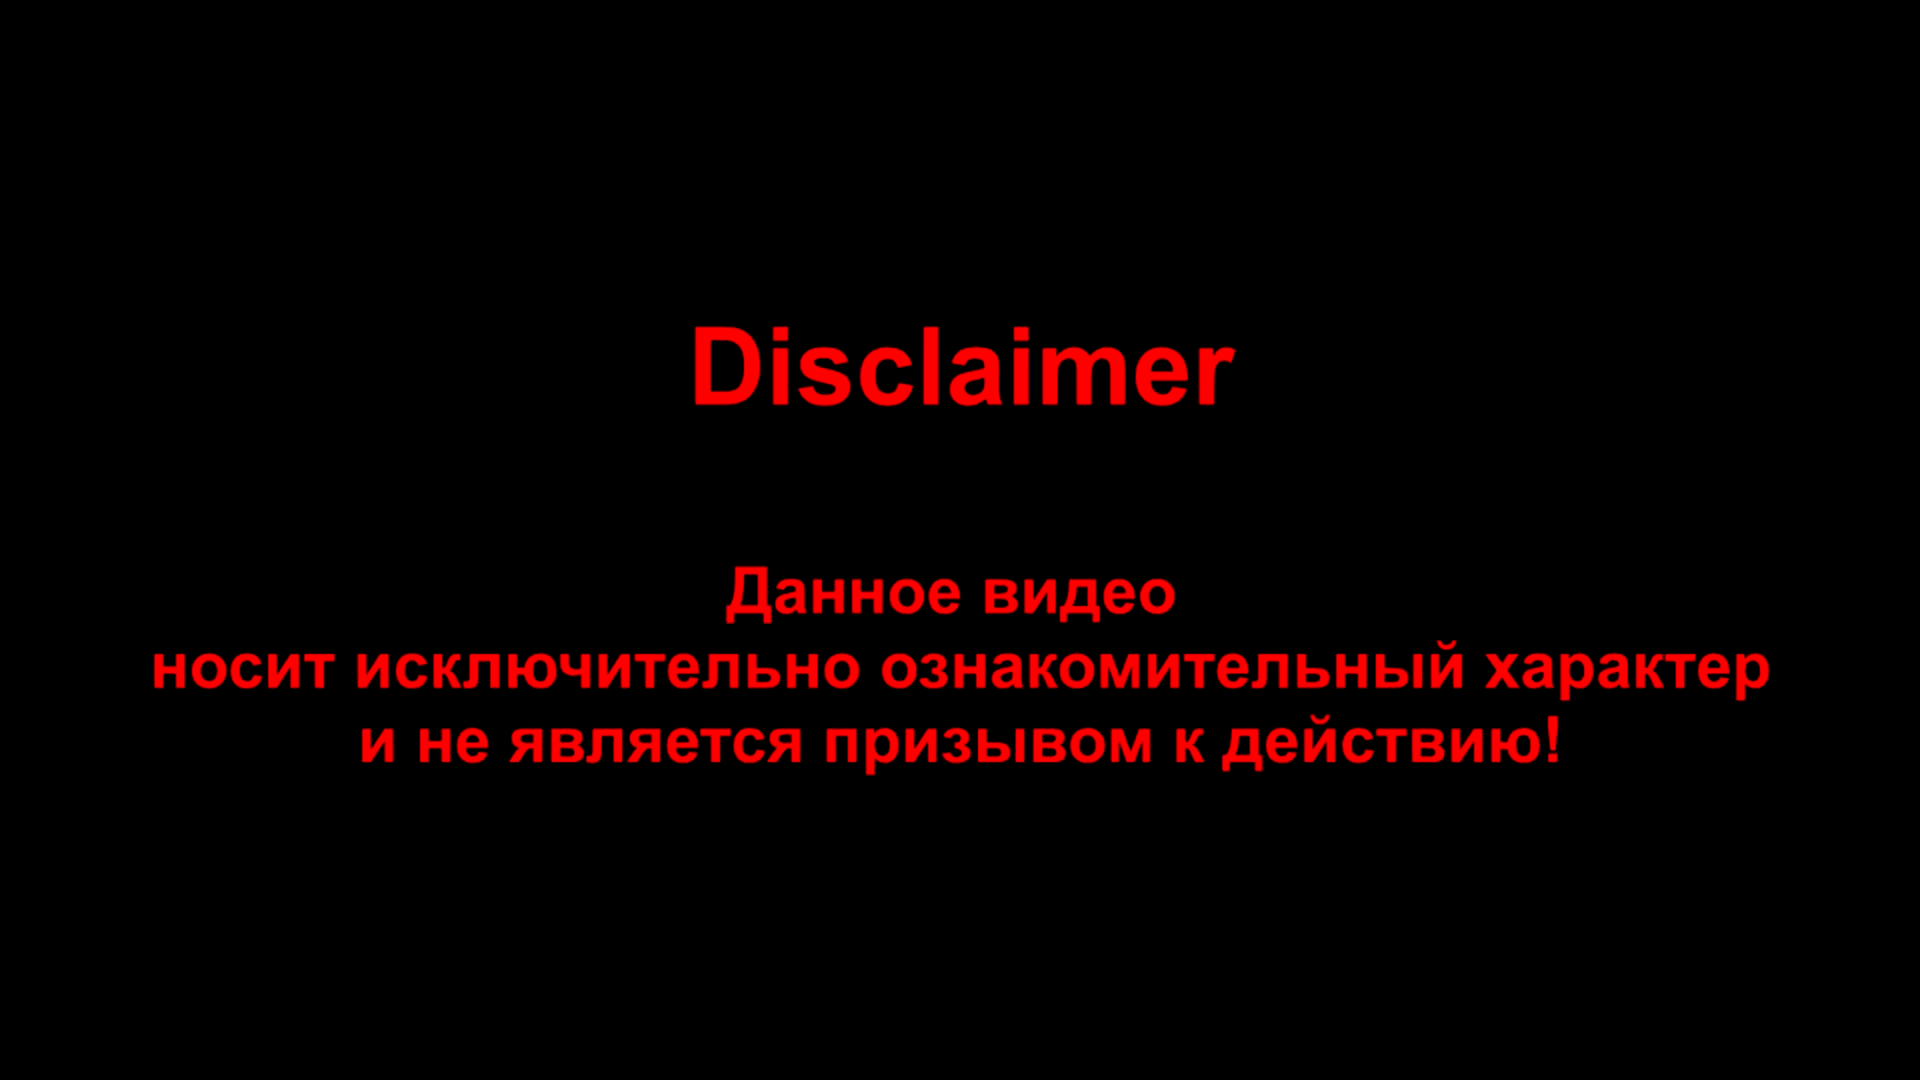 Disclaimer
Данное видео
носит исключительно ознакомительный характер
и не является призывом к действию!